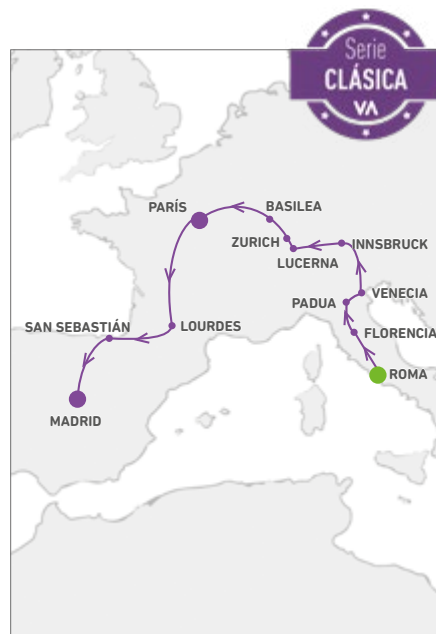 Serie
CLÁSICA
VA
PARÍS
BASILEA
ZURICH
INNSBRUCK
LUCERNA
VENECIA
PADUA
SAN SEBASTIÁN
LOURDES
FLORENCIA
ROMA
MADRID